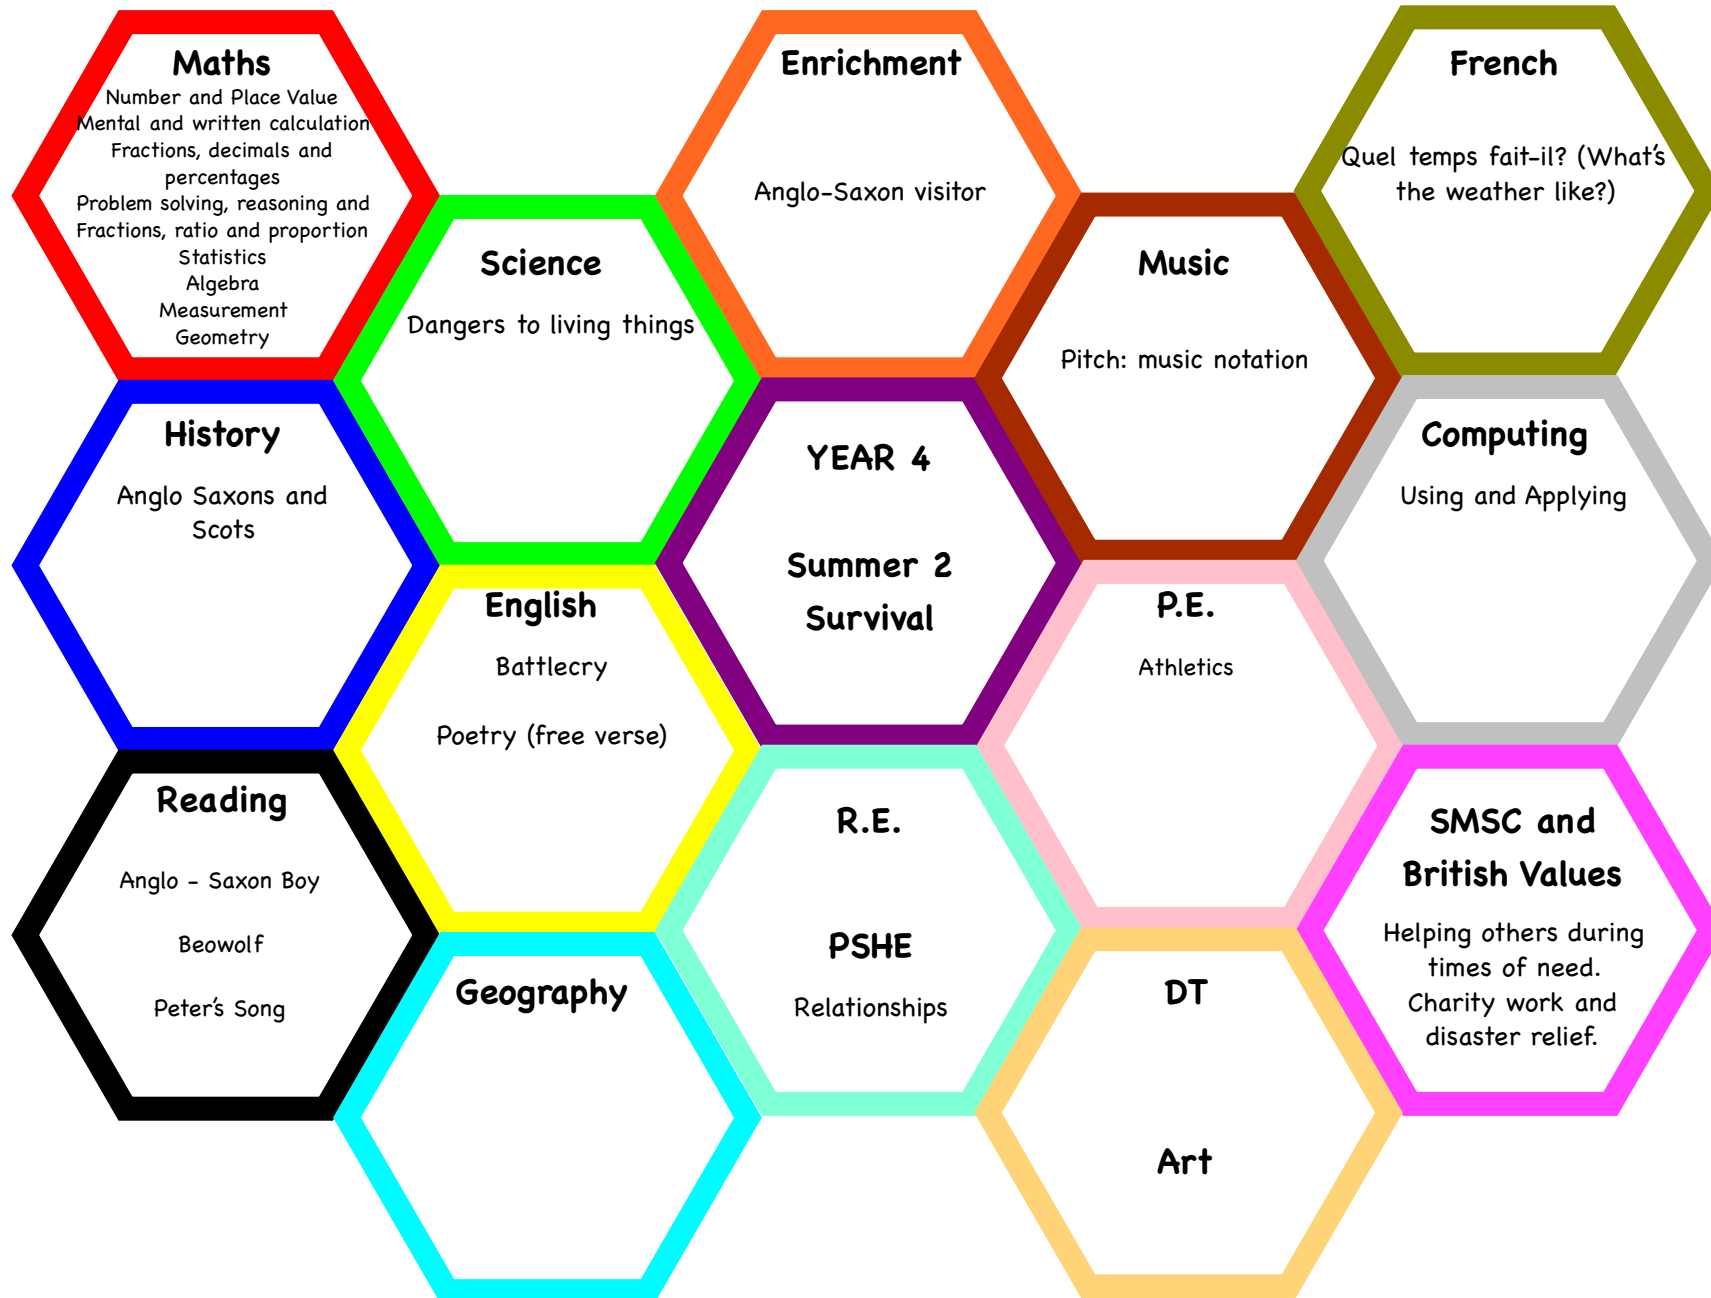 Maths
Number and Place Value
Mental and written calculation
Fractions, decimals and
percentages
Problem solving, reasoning and
Fractions, ratio and proportion
Statistics
Algebra
Measurement
Geometry
Enrichment
Anglo-Saxon visitor
French
Quel temps fait-il? (What's
the weather like?)
Science
Dangers to living things
Music
Pitch: music notation
History
Anglo Saxons and
Scots
YEAR 4
Summer 2
Survival
Computing
Using and Applying
English
Battlecry
Poetry (free verse)
P.E.
Athletics
Reading
Anglo - Saxon Boy
Beowolf
Peter's Song
R.E.
PSHE
Relationships
SMSC and
British Values
Helping others during
times of need.
Charity work and
disaster relief.
Geography
DT
Art